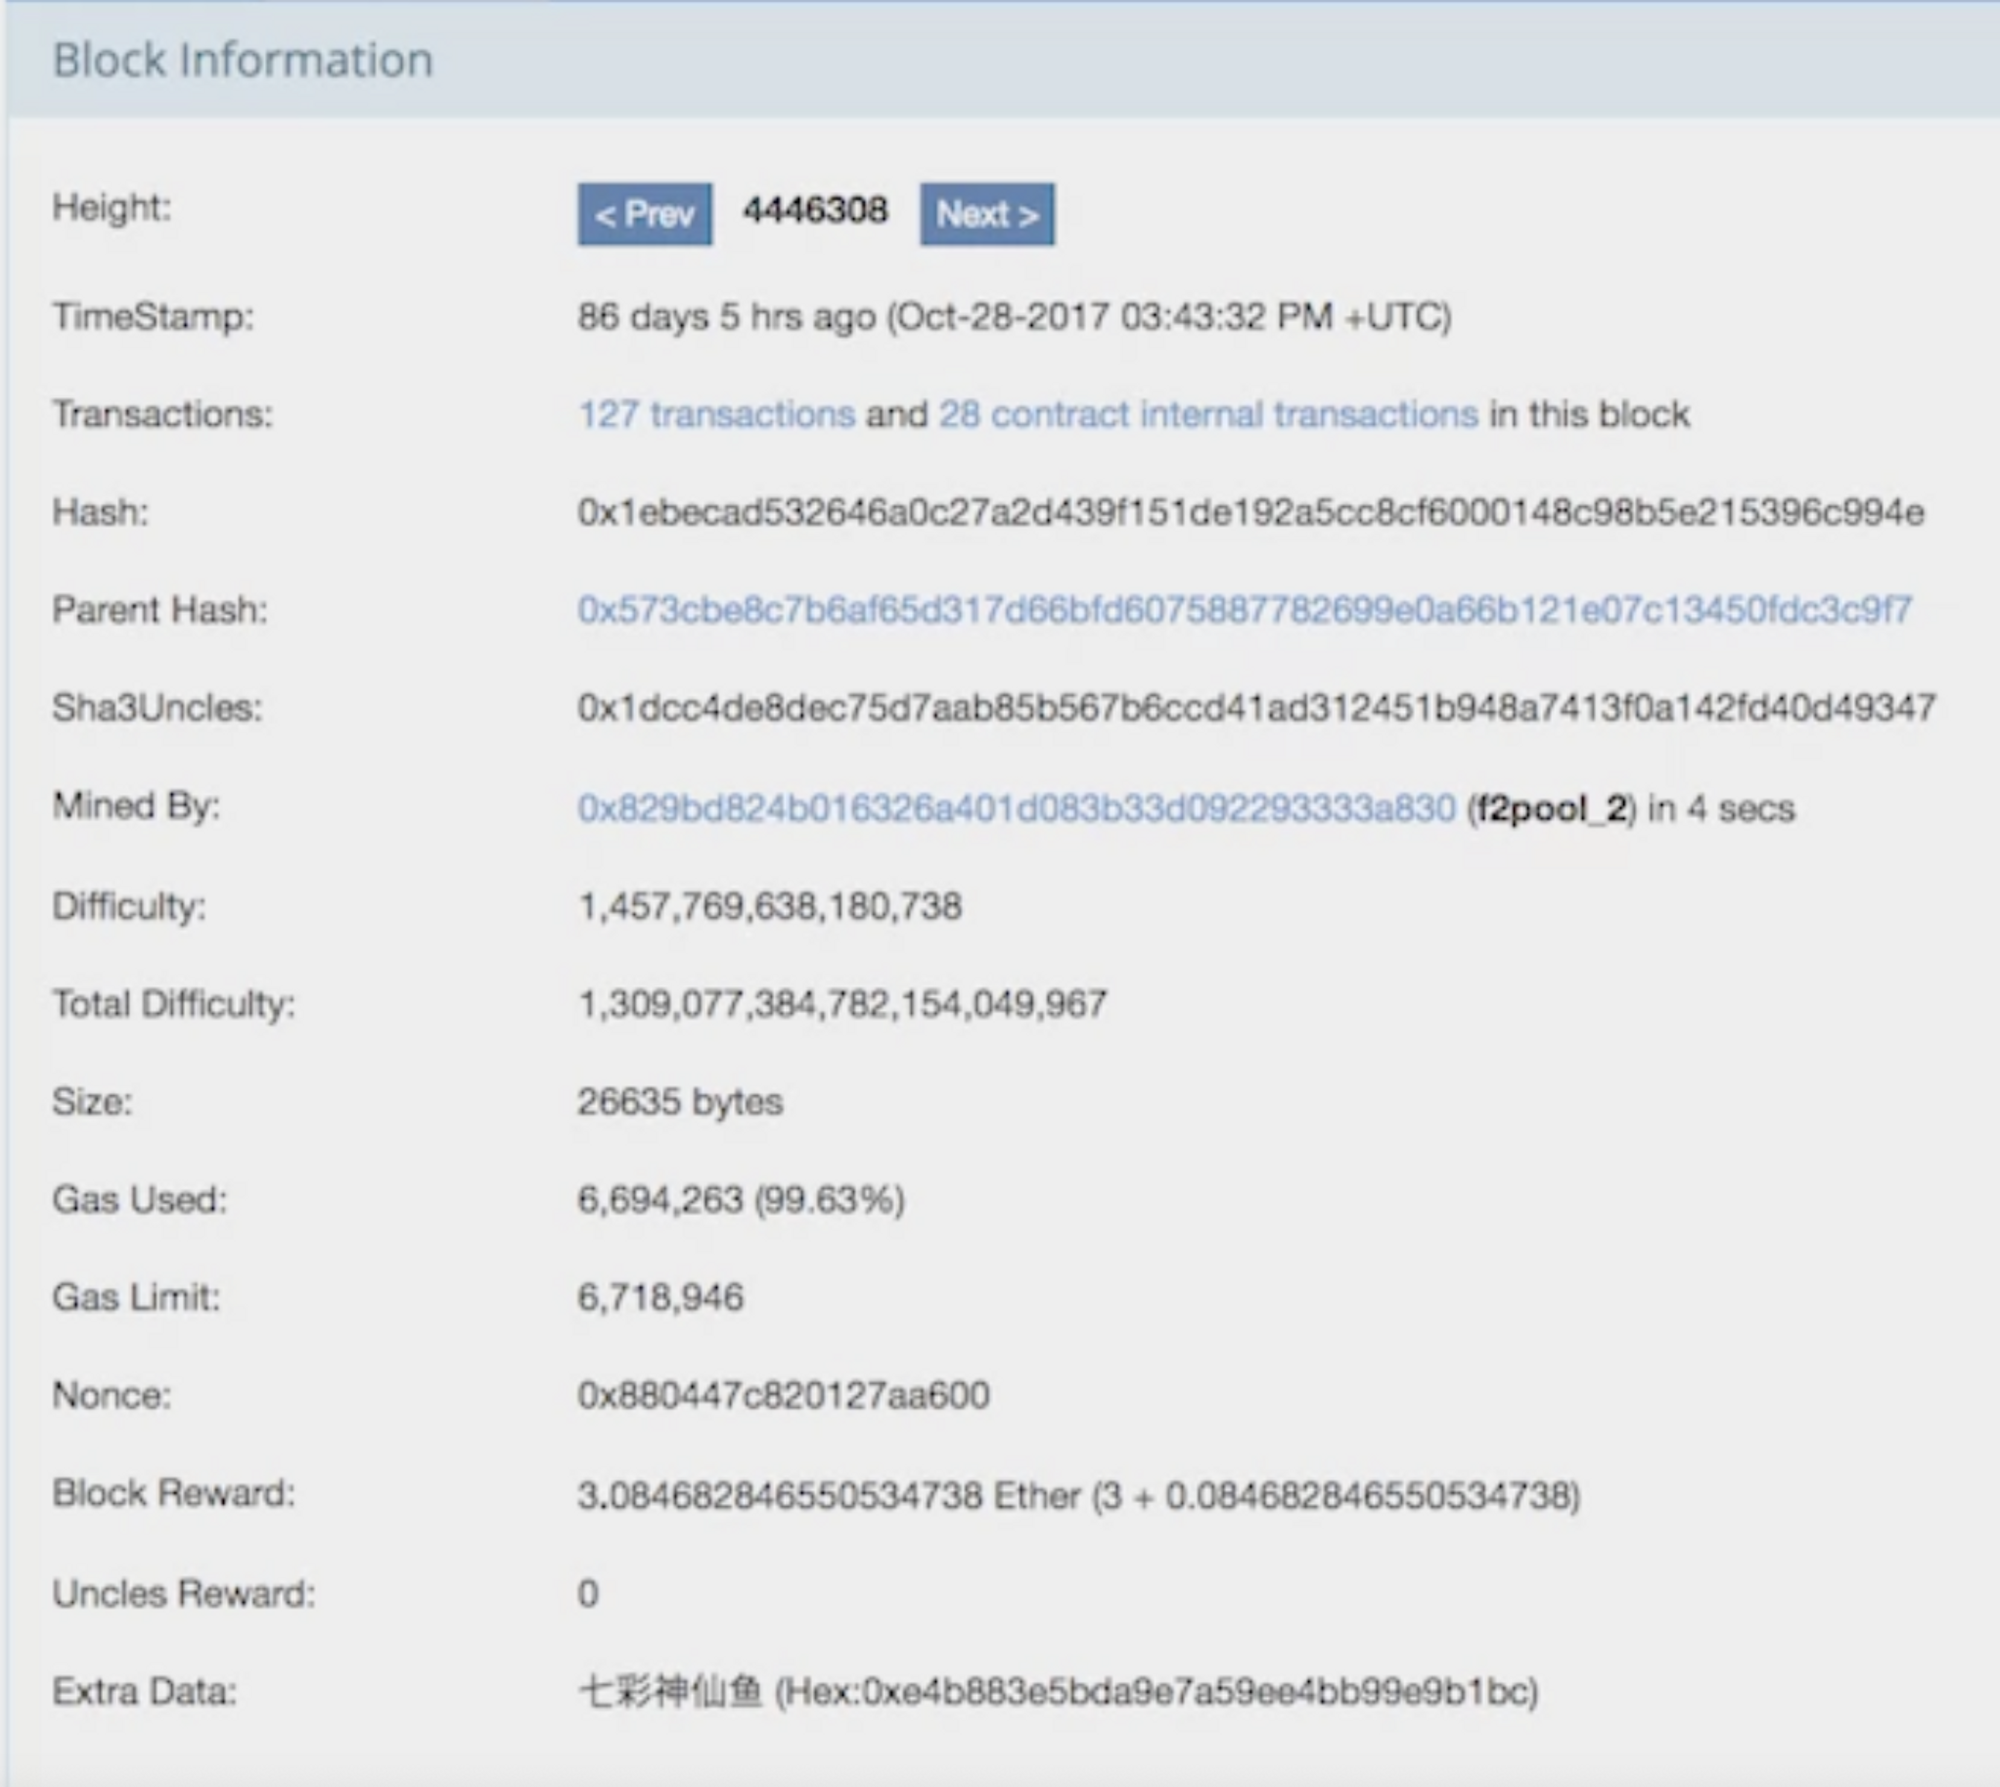 Block Information
Height: < Prev 4446308 Next >
TimeStamp: 86 days 5 hrs ago (Oct-28-2017 03:43:32 PM +UTC)
Transactions: 127 transactions and 28 contract internal transactions in this block
Hash: 0x1ebecad532646a0c27a2d439f151de192a5cc8cf6000148c98b5e215396c994e
Parent Hash: 0x573cbe8c7b6af65d317d66bfd6075887782699e0a66b121e07c13450fdc3c9f7
Sha3Uncles: 0x1dcc4de8dec75d7aab85b567b6ccd41ad312451b948a7413f0a142fd40d49347
Mined By: 0x829bd824b016326a401d083b33d092293333a830 (f2pool_2) in 4 secs
Difficulty: 1,457,769,638,180,738
Total Difficulty: 1,309,077,384,782,154,049,967
Size: 26635 bytes
Gas Used: 6,694,263 (99.63%)
Gas Limit: 6,718,946
Nonce: 0x880447c820127aa600
Block Reward: 3.084682846550534738 Ether (3 + 0.084682846550534738)
Uncles Reward: 0
Extra Data: 七彩神仙鱼 (Hex:0xe4b883e5bda9e7a59ee4bb99e9b1bc)